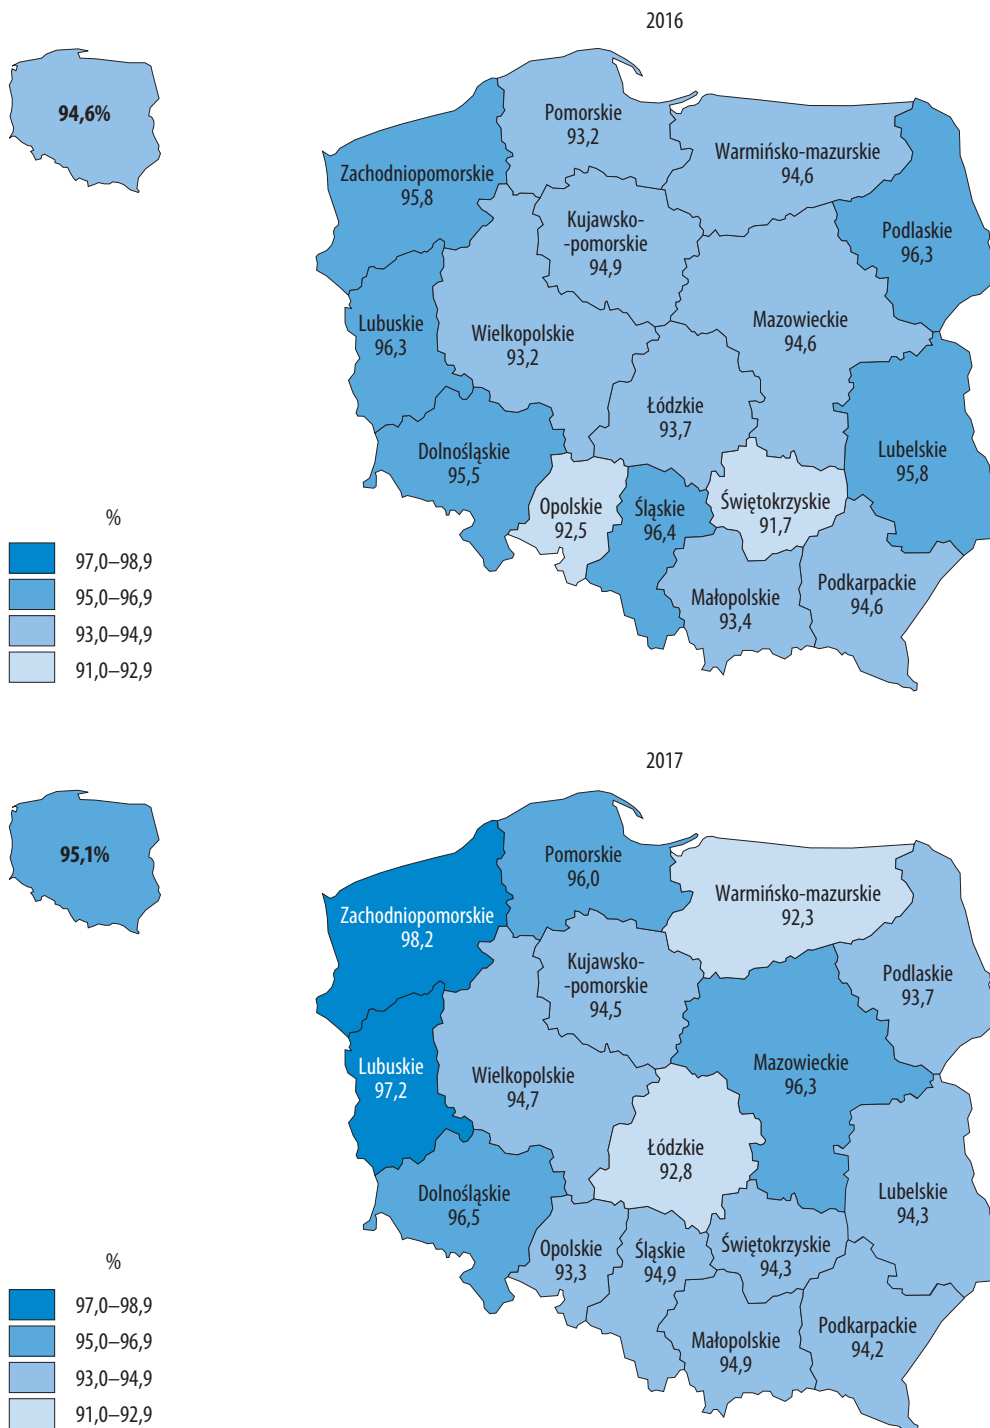 2016
94,6%
Pomorskie
93,2
Warmińsko-mazurskie
94,6
Zachodniopomorskie
95,8
Kujawsko-
-pomorskie
94,9
Podlaskie
96,3
Lubuskie
96,3
Wielkopolskie
93,2
Mazowieckie
94,6
Łódzkie
93,7
Dolnośląskie
95,5
Lubelskie
95,8
Opolskie
92,5
Śląskie
96,4
Świętokrzyskie
91,7
Małopolskie
93,4
Podkarpackie
94,6
%
97,0–98,9
95,0–96,9
93,0–94,9
91,0–92,9
2017
95,1%
Pomorskie
96,0
Warmińsko-mazurskie
92,3
Zachodniopomorskie
98,2
Kujawsko-
-pomorskie
94,5
Podlaskie
93,7
Lubuskie
97,2
Wielkopolskie
94,7
Mazowieckie
96,3
Łódzkie
92,8
Dolnośląskie
96,5
Lubelskie
94,3
Opolskie
93,3
Śląskie
94,9
Świętokrzyskie
94,3
Małopolskie
94,9
Podkarpackie
94,2
%
97,0–98,9
95,0–96,9
93,0–94,9
91,0–92,9